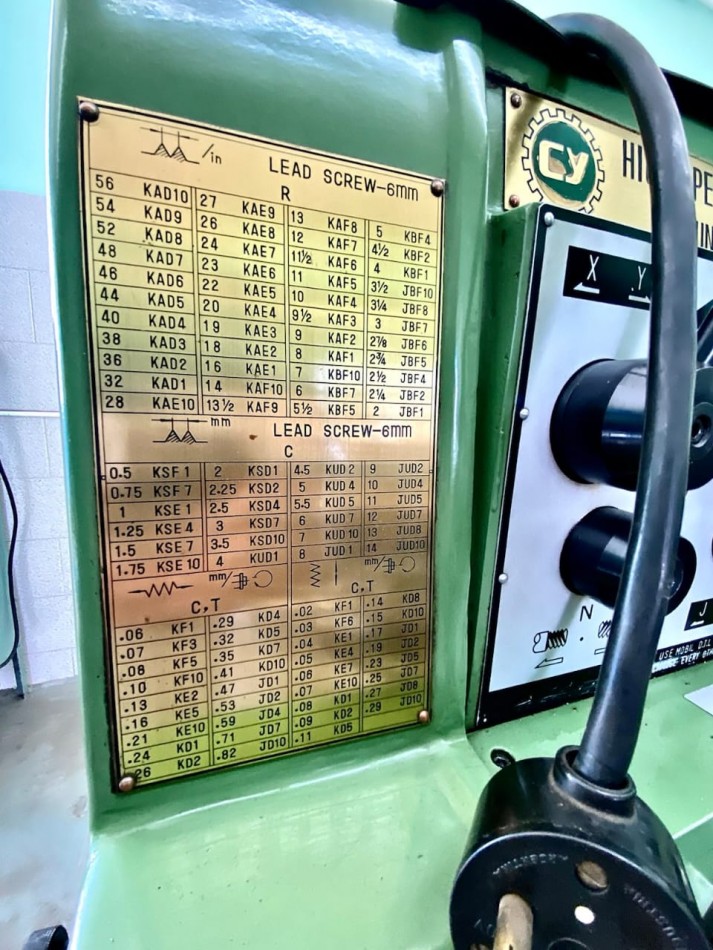 /in LEAD SCREW-6mm
R
56 KAD10 27 KAE9 13 KAF8 5 KBF4
54 KAD9 26 KAE8 12 KAF7 4½ KBF2
52 KAD8 24 KAE7 11½ KAF6 4 KBF1
48 KAD7 23 KAE6 11 KAF5 3½ JBF10
46 KAD6 22 KAE5 10 KAF4 3¼ JBF8
44 KAD5 20 KAE4 9½ KAF3 3 JBF7
40 KAD4 19 KAE3 9 KAF2 2⅞ JBF6
38 KAD3 18 KAE2 8 KAF1 2¾ JBF5
36 KAD2 16 KAE1 7 KBF10 2½ JBF4
32 KAD1 14 KAF10 6 KBF7 2¼ JBF2
28 KAE10 13½ KAF9 5½ KBF5 2 JBF1
mm LEAD SCREW-6mm
C
0.5 KSF1 2 KSD1 4.5 KUD2 9 JUD2
0.75 KSF7 2.25 KSD2 5 KUD4 10 JUD4
1 KSE1 2.5 KSD4 5.5 KUD5 11 JUD5
1.25 KSE4 3 KSD7 6 KUD7 12 JUD7
1.5 KSE7 3.5 KSD10 7 KUD10 13 JUD8
1.75 KSE10 4 KUD1 8 JUD1 14 JUD10
mm/ mm/
C,T C,T
.06 KF1 .29 KD4 .02 KF1 .14 KD8
.07 KF3 .32 KD5 .03 KF6 .15 KD10
.08 KF5 .35 KD7 .04 KE1 .17 JD1
.10 KF10 .41 KD10 .05 KE4 .19 JD2
.13 KE2 .47 JD1 .06 KE7 .23 JD5
.16 KE5 .53 JD2 .07 KE10 .25 JD7
.21 KE10 .59 JD4 .08 KD1 .27 JD8
.24 KD1 .71 JD7 .09 KD2 .29 JD10
.26 KD2 .82 JD10 .11 KD5
CY
X Y
N
J
USE MOBIL OIL
EVERY